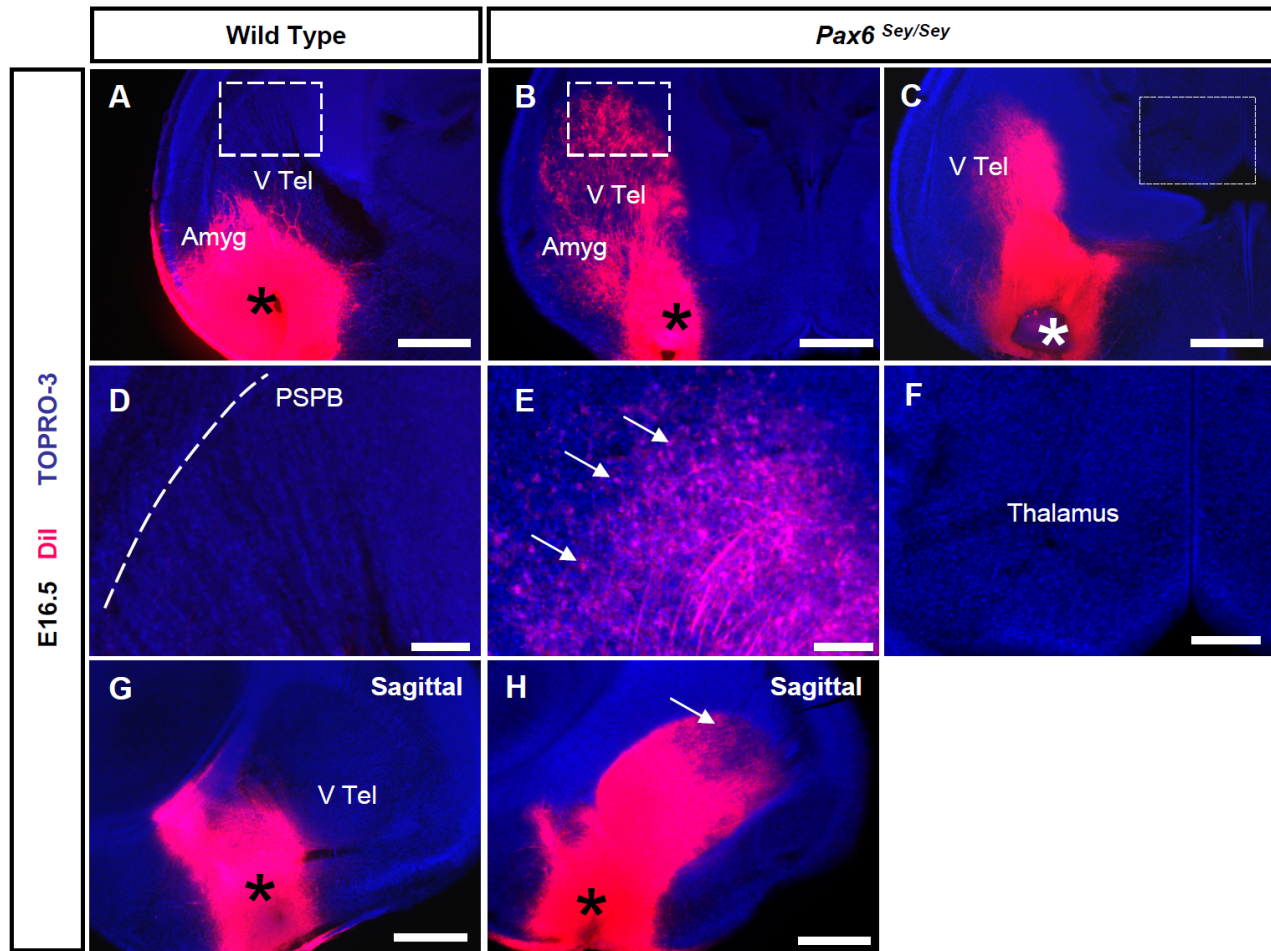 Wild Type
Pax6 Sey/Sey
E16.5 DiI TOPRO-3
A
V Tel
Amyg
*
B
V Tel
Amyg
*
C
V Tel
*
D
PSPB
E
F
Thalamus
G
Sagittal
V Tel
*
H
Sagittal
*